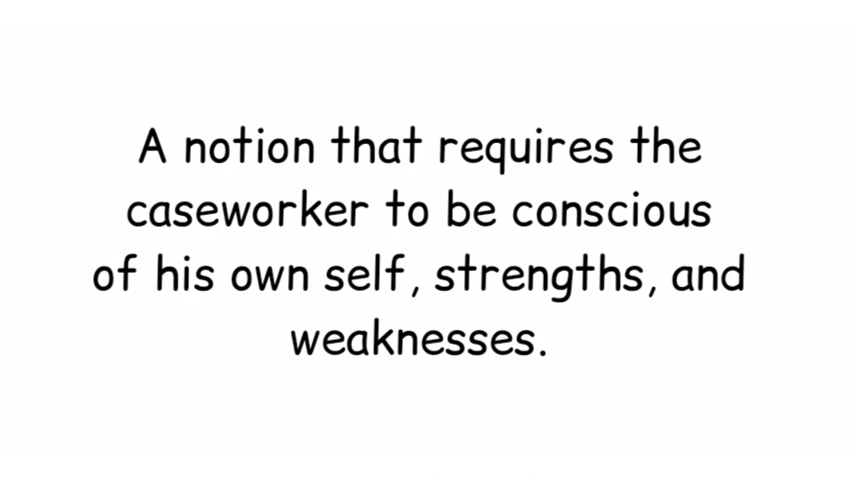 A notion that requires the
caseworker to be conscious
of his own self, strengths, and
weaknesses.